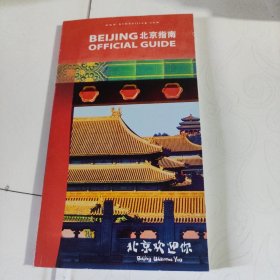 BEIJING 北京指南
OFFICIAL GUIDE
北京欢迎你
Beijing Welcomes You